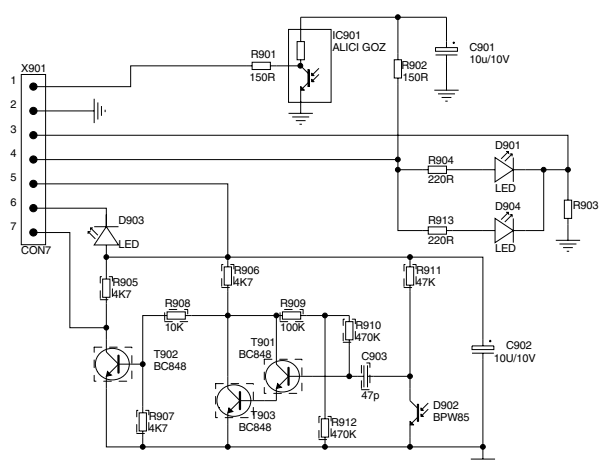 IC901
ALICI GOZ
C901
10u/10V
R901
150R
R902
150R
X901
1
2
3
4
5
6
7
CON7
D901
LED
R904
220R
D904
LED
R913
220R
R903
D903
LED
R905
4K7
R906
4K7
R911
47K
R908
10K
R909
100K
R910
470K
T901
BC848
T902
BC848
C903
47p
C902
10U/10V
R907
4K7
T903
BC848
R912
470K
D902
BPW85